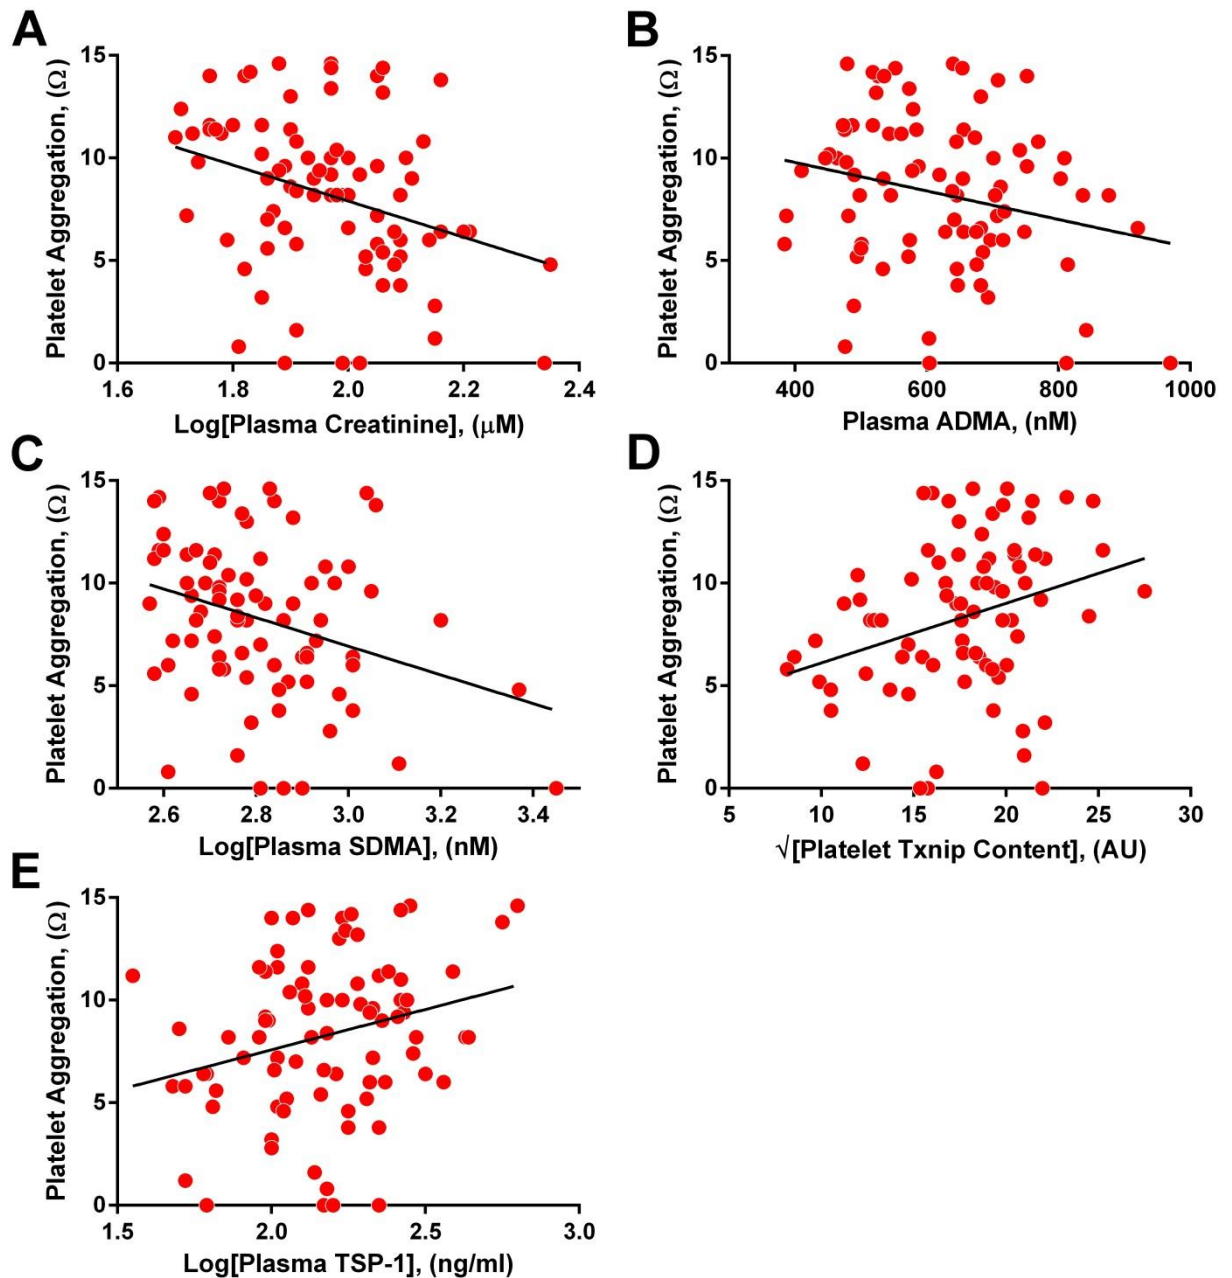 A
Platelet Aggregation, (Ω)
15
10
5
0
1.6
1.8
2.0
2.2
2.4
Log[Plasma Creatinine], (μM)
B
Platelet Aggregation, (Ω)
15
10
5
0
400
600
800
1000
Plasma ADMA, (nM)
C
Platelet Aggregation, (Ω)
15
10
5
0
2.6
2.8
3.0
3.2
3.4
Log[Plasma SDMA], (nM)
D
Platelet Aggregation, (Ω)
15
10
5
0
5
10
15
20
25
30
√[Platelet Txnip Content], (AU)
E
Platelet Aggregation, (Ω)
15
10
5
0
1.5
2.0
2.5
3.0
Log[Plasma TSP-1], (ng/ml)